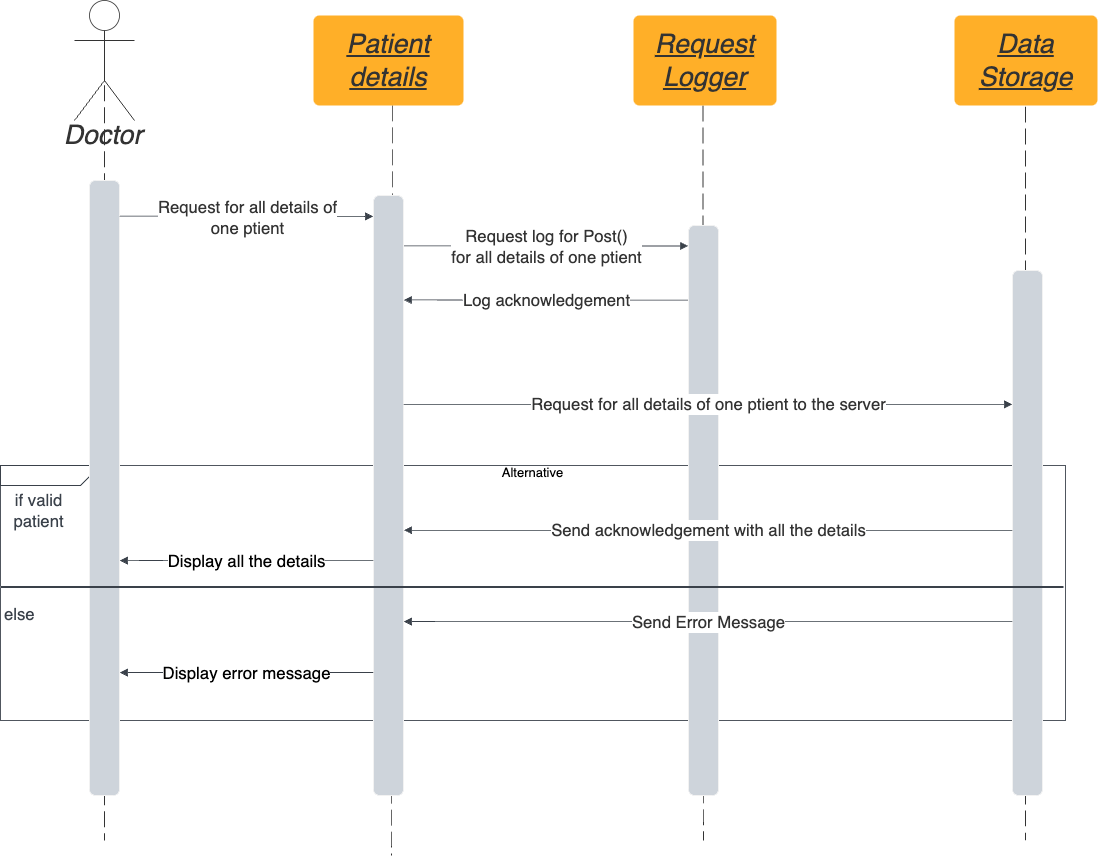 Patient
details
Request
Logger
Data
Storage
Doctor
Request for all details of
one ptient
Request log for Post()
for all details of one ptient
Log acknowledgement
Request for all details of one ptient to the server
Alternative
if valid
patient
Send acknowledgement with all the details
Display all the details
else
Send Error Message
Display error message